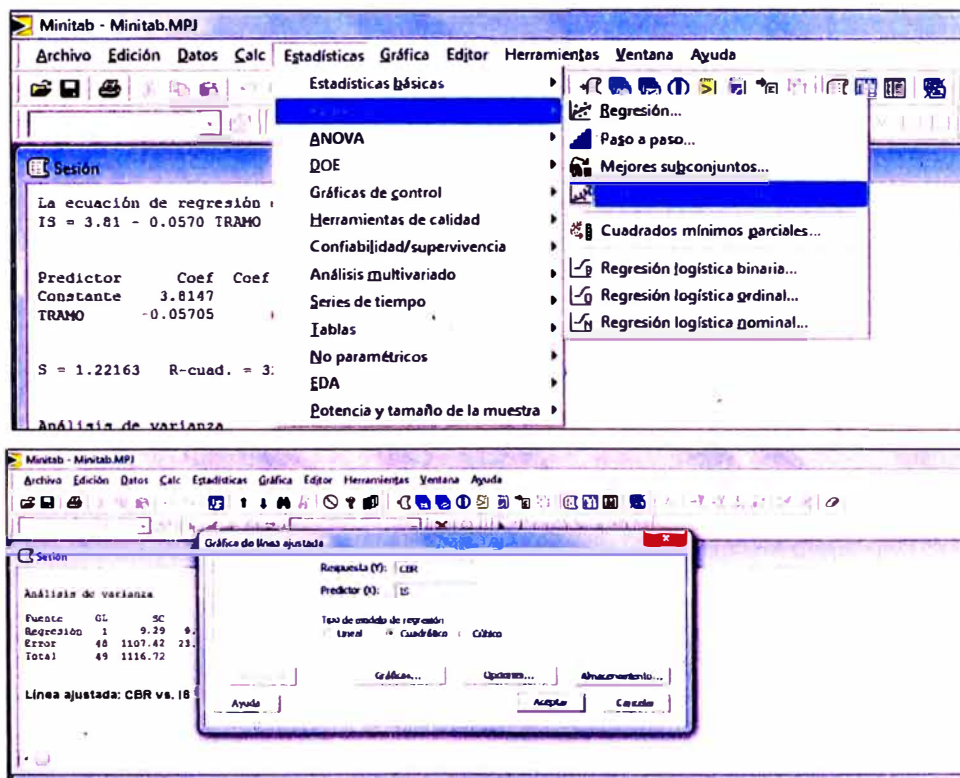 Minitab - Minitab.MPJ
Archivo Edición Datos Calc Estadísticas Gráfica Editor Herramientas Ventana Ayuda
Estadísticas básicas
ANOVA
DOE
Gráficas de control
Herramientas de calidad
Confiabilidad/supervivencia
Análisis multivariado
Series de tiempo
Tablas
No paramétricos
EDA
Potencia y tamaño de la muestra
Regresión...
Paso a paso...
Mejores subconjuntos...
Cuadrados mínimos parciales...
Regresión logística binaria...
Regresión logística ordinal...
Regresión logística nominal...
Sesión
La ecuación de regresión
IS = 3.81 - 0.0570 TRAMO
Predictor Coef Coef
Constante 3.8147
TRAMO -0.05705
S = 1.22163 R-cuad. =
Análisis de varianza
Minitab - Minitab.MPJ
Archivo Edición Datos Calc Estadísticas Gráfica Editor Herramientas Ventana Ayuda
Sesión
Análisis de varianza
Fuente GL SC
Regresión 1 9.29
Error 48 1107.42 23.
Total 49 1116.72
Línea ajustada: CBR vs. IS
Gráfica de línea ajustada
Respuesta (Y): CBR
Predictor (X): IS
Tipo de modelo de regresión
Lineal Cuadrático Cúbico
Gráficas... Opciones... Almacenamiento...
Ayuda Aceptar Cancelar